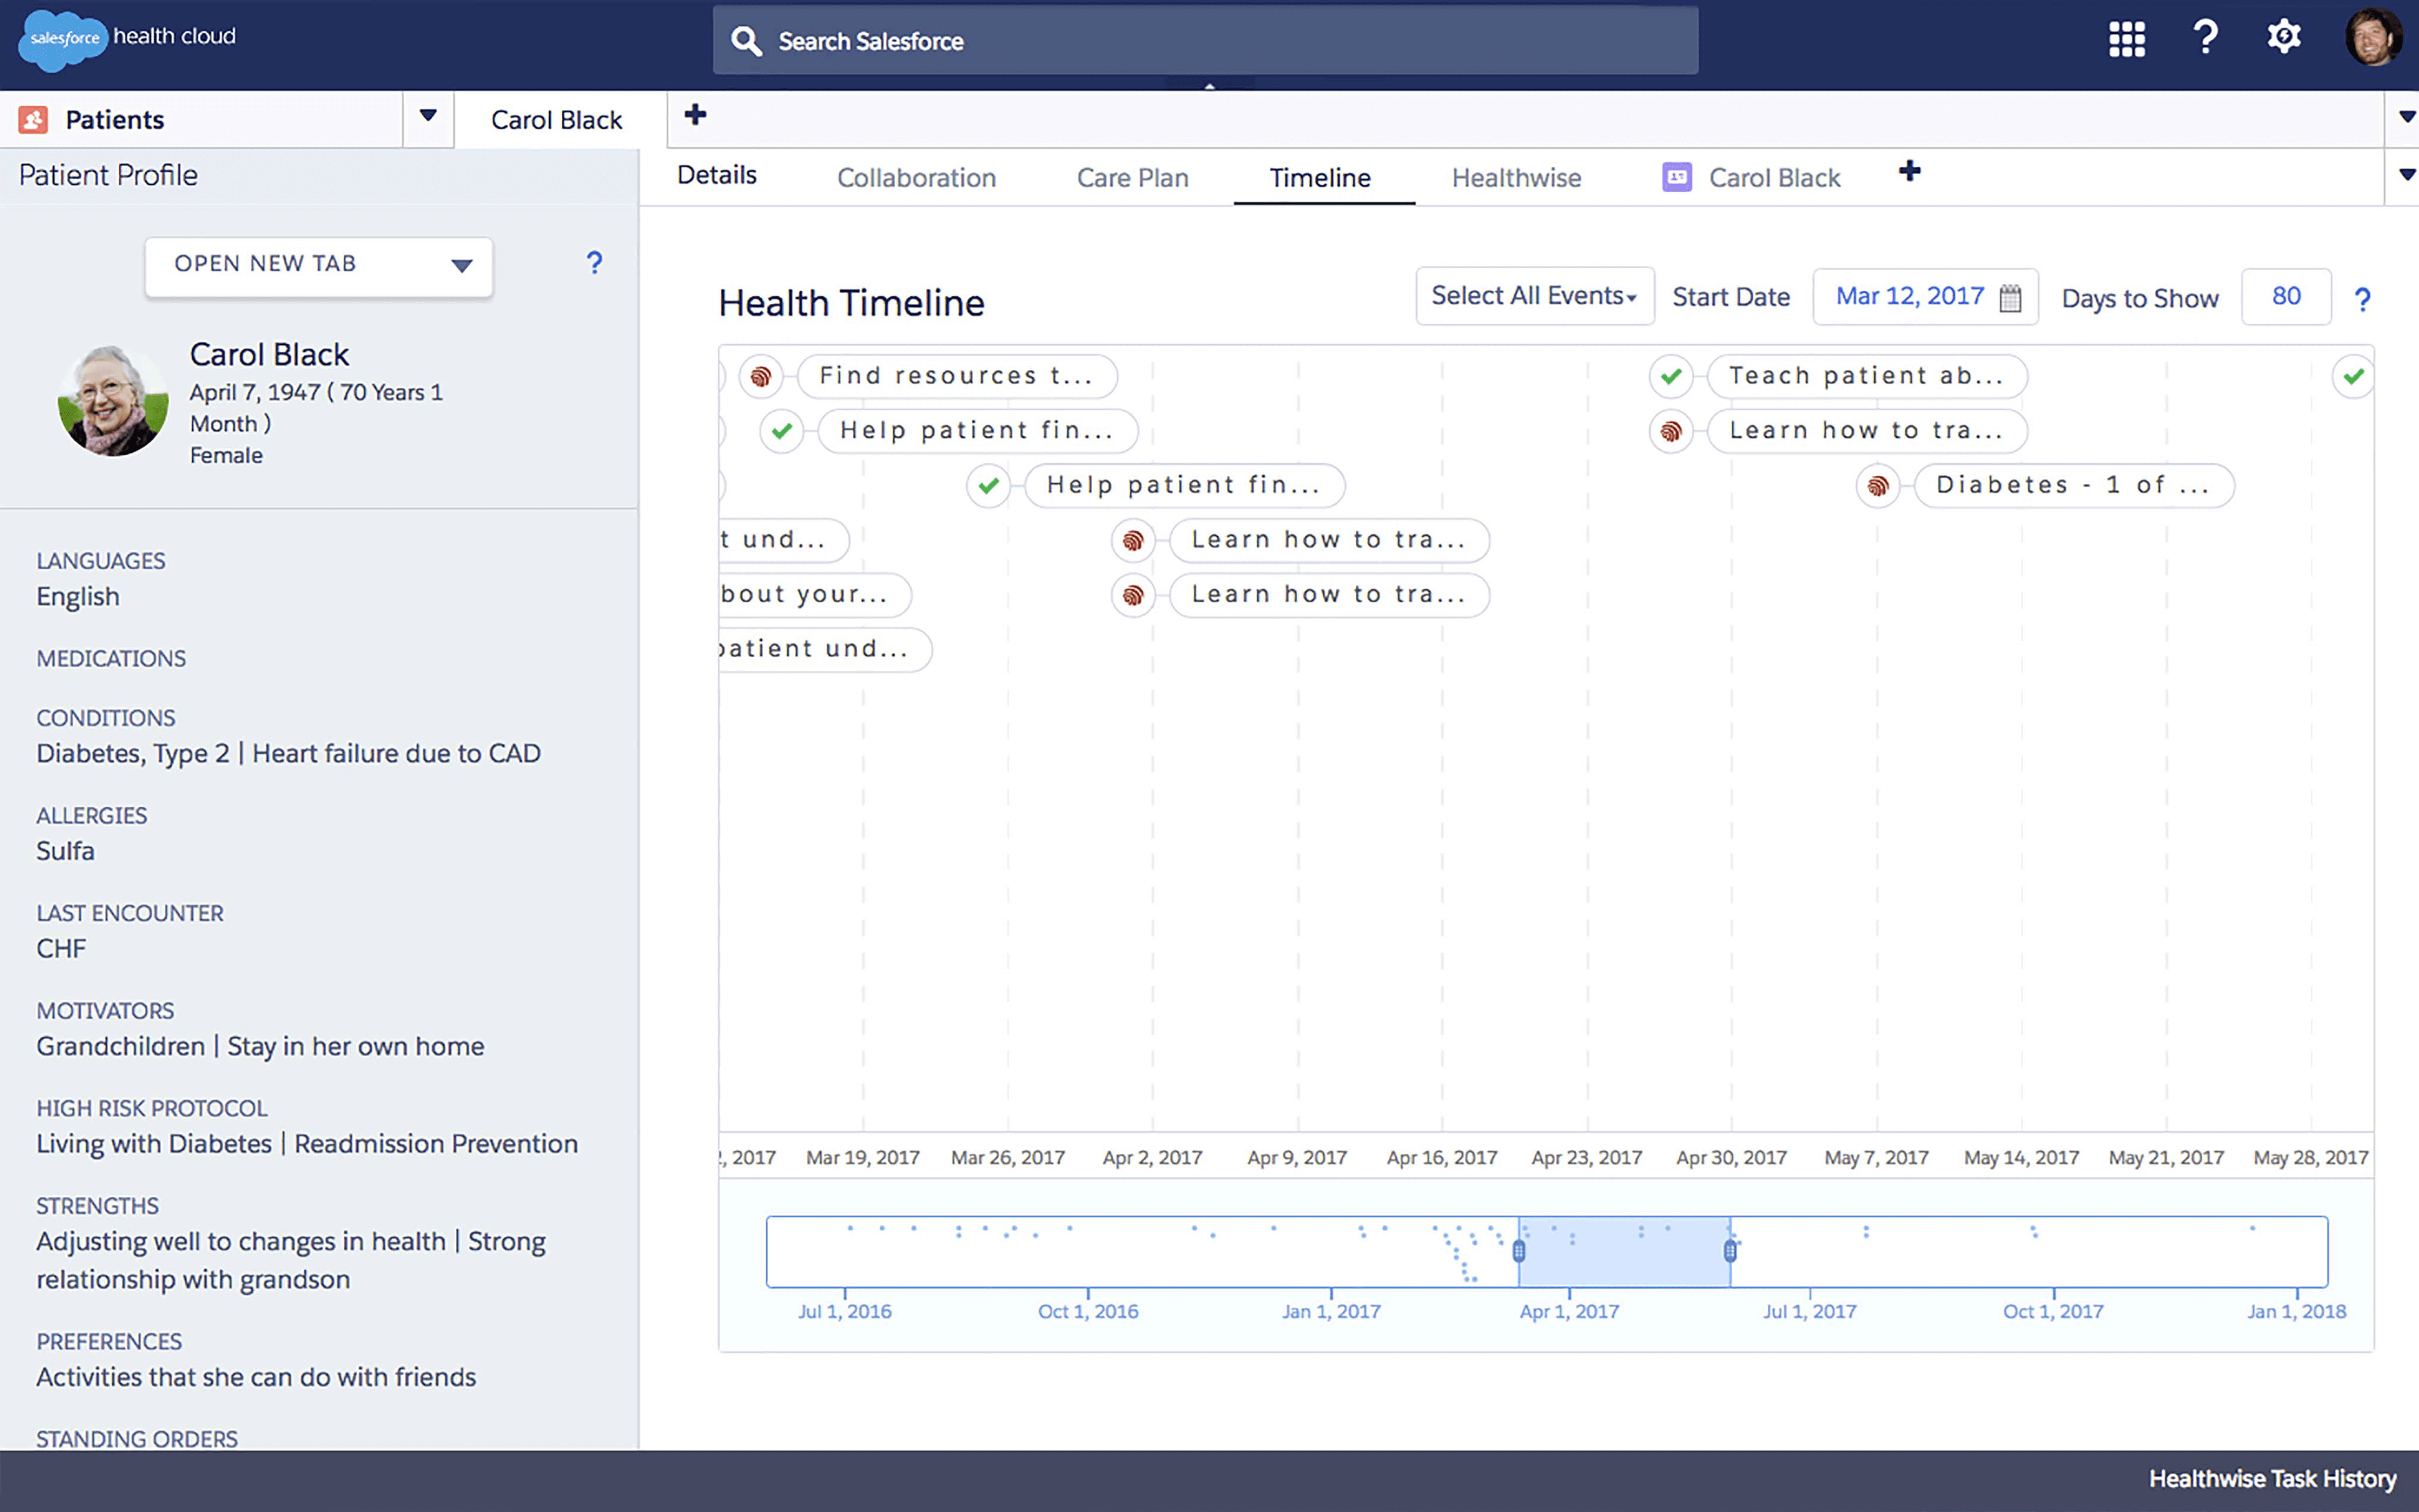 salesforce health cloud
Search Salesforce
Patients
Carol Black
Patient Profile
Details
Collaboration
Care Plan
Timeline
Healthwise
Carol Black
OPEN NEW TAB
?
Carol Black
April 7, 1947 ( 70 Years 1
Month )
Female
LANGUAGES
English
MEDICATIONS
CONDITIONS
Diabetes, Type 2 | Heart failure due to CAD
ALLERGIES
Sulfa
LAST ENCOUNTER
CHF
MOTIVATORS
Grandchildren | Stay in her own home
HIGH RISK PROTOCOL
Living with Diabetes | Readmission Prevention
STRENGTHS
Adjusting well to changes in health | Strong
relationship with grandson
PREFERENCES
Activities that she can do with friends
STANDING ORDERS
Health Timeline
Select All Events
Start Date
Mar 12, 2017
Days to Show
80
?
Find resources t...
Teach patient ab...
Help patient fin...
Learn how to tra...
Help patient fin...
Diabetes - 1 of ...
t und...
Learn how to tra...
bout your...
Learn how to tra...
patient und...
, 2017
Mar 19, 2017
Mar 26, 2017
Apr 2, 2017
Apr 9, 2017
Apr 16, 2017
Apr 23, 2017
Apr 30, 2017
May 7, 2017
May 14, 2017
May 21, 2017
May 28, 2017
Jul 1, 2016
Oct 1, 2016
Jan 1, 2017
Apr 1, 2017
Jul 1, 2017
Oct 1, 2017
Jan 1, 2018
Healthwise Task History